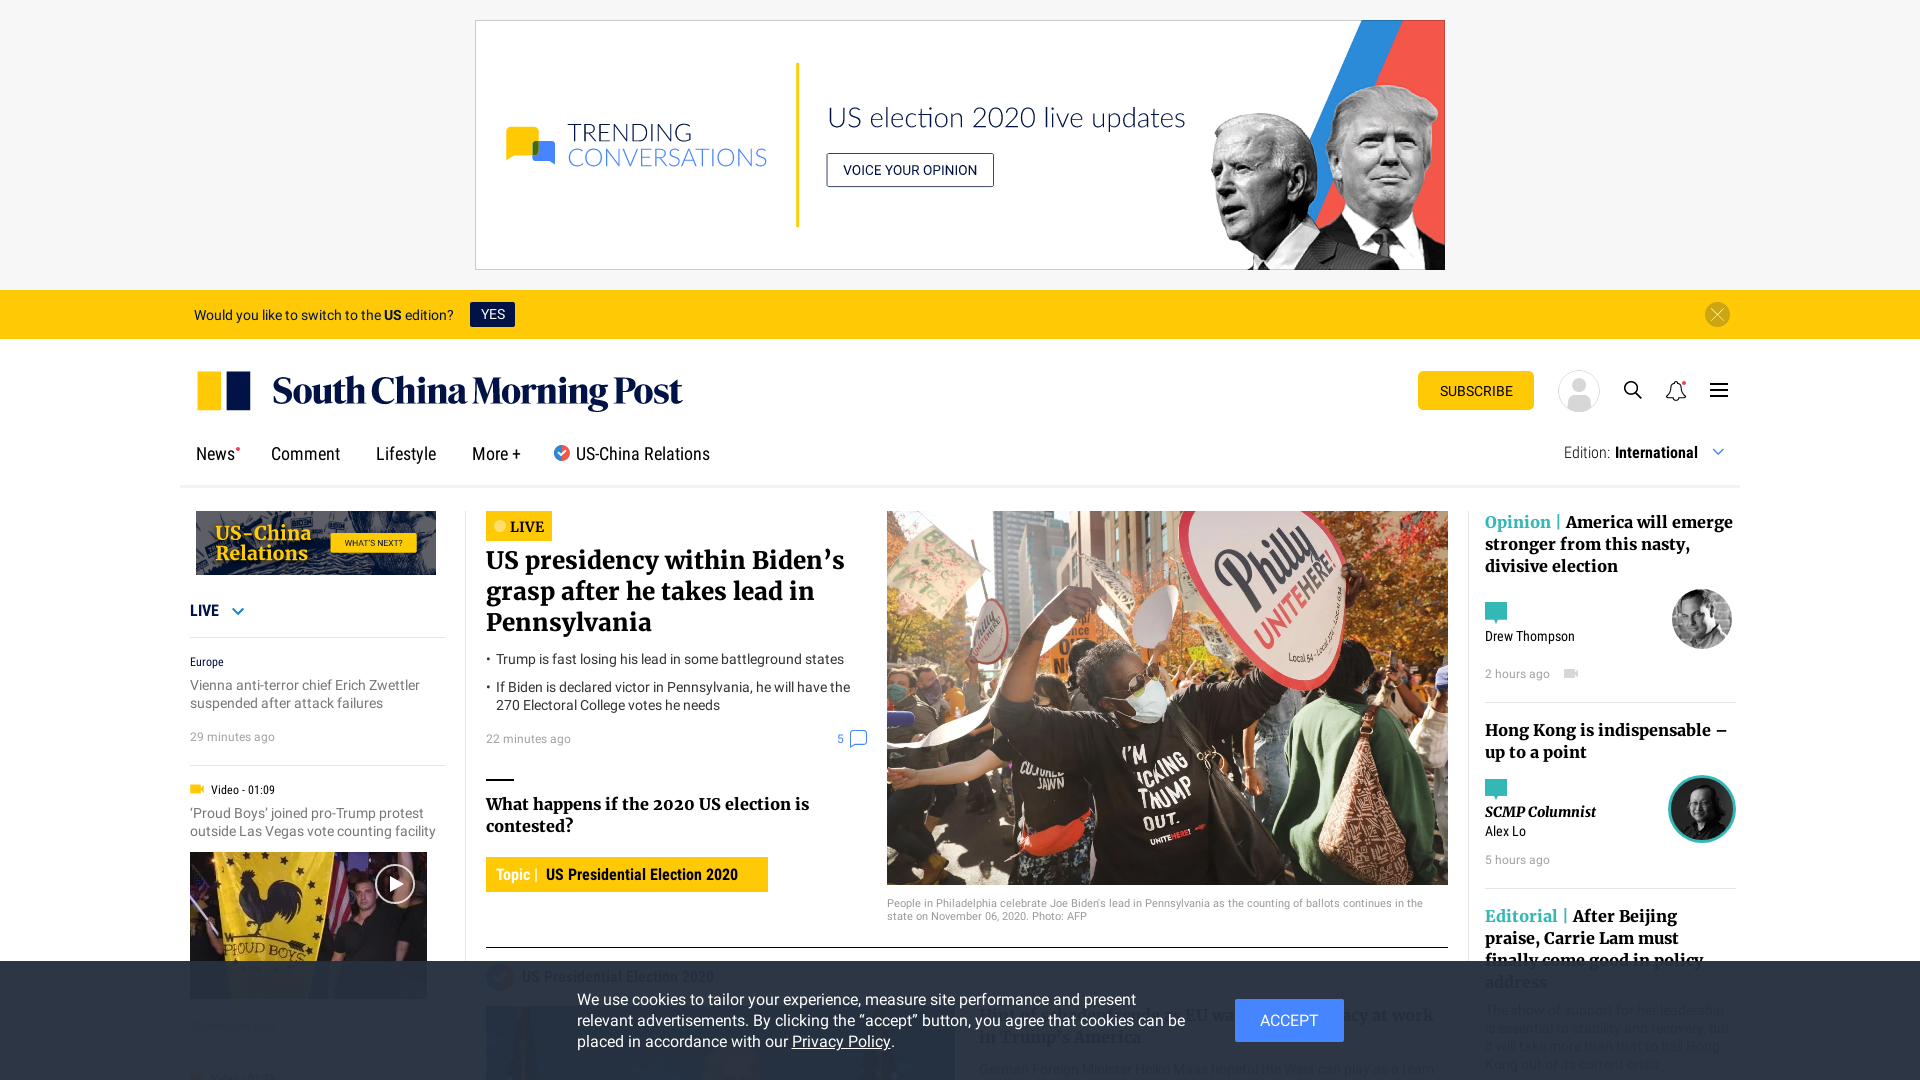 TRENDING
CONVERSATIONS
US election 2020 live updates
VOICE YOUR OPINION
Would you like to switch to the US edition?
YES
South China Morning Post
SUBSCRIBE
News
Comment
Lifestyle
More +
US-China Relations
Edition: International
US-China
Relations
WHAT'S NEXT?
LIVE
Europe
Vienna anti-terror chief Erich Zwettler
suspended after attack failures
29 minutes ago
Video - 01:09
‘Proud Boys’ joined pro-Trump protest
outside Las Vegas vote counting facility
PROUD BOYS
LIVE
US presidency within Biden’s
grasp after he takes lead in
Pennsylvania
• Trump is fast losing his lead in some battleground states
• If Biden is declared victor in Pennsylvania, he will have the
270 Electoral College votes he needs
22 minutes ago
5
What happens if the 2020 US election is
contested?
Topic | US Presidential Election 2020
Philly
UNITEHERE!
Philly
UNITEHERE!
I'M
TRUMP
OUT.
UNITEHERE!
People in Philadelphia celebrate Joe Biden's lead in Pennsylvania as the counting of ballots continues in the
state on November 06, 2020. Photo: AFP
US Presidential Election 2020
in Trump’s America
Opinion | America will emerge
stronger from this nasty,
divisive election
Drew Thompson
2 hours ago
Hong Kong is indispensable –
up to a point
SCMP Columnist
Alex Lo
5 hours ago
Editorial | After Beijing
praise, Carrie Lam must
finally come good in policy
address
We use cookies to tailor your experience, measure site performance and present
relevant advertisements. By clicking the “accept” button, you agree that cookies can be
placed in accordance with our Privacy Policy.
ACCEPT